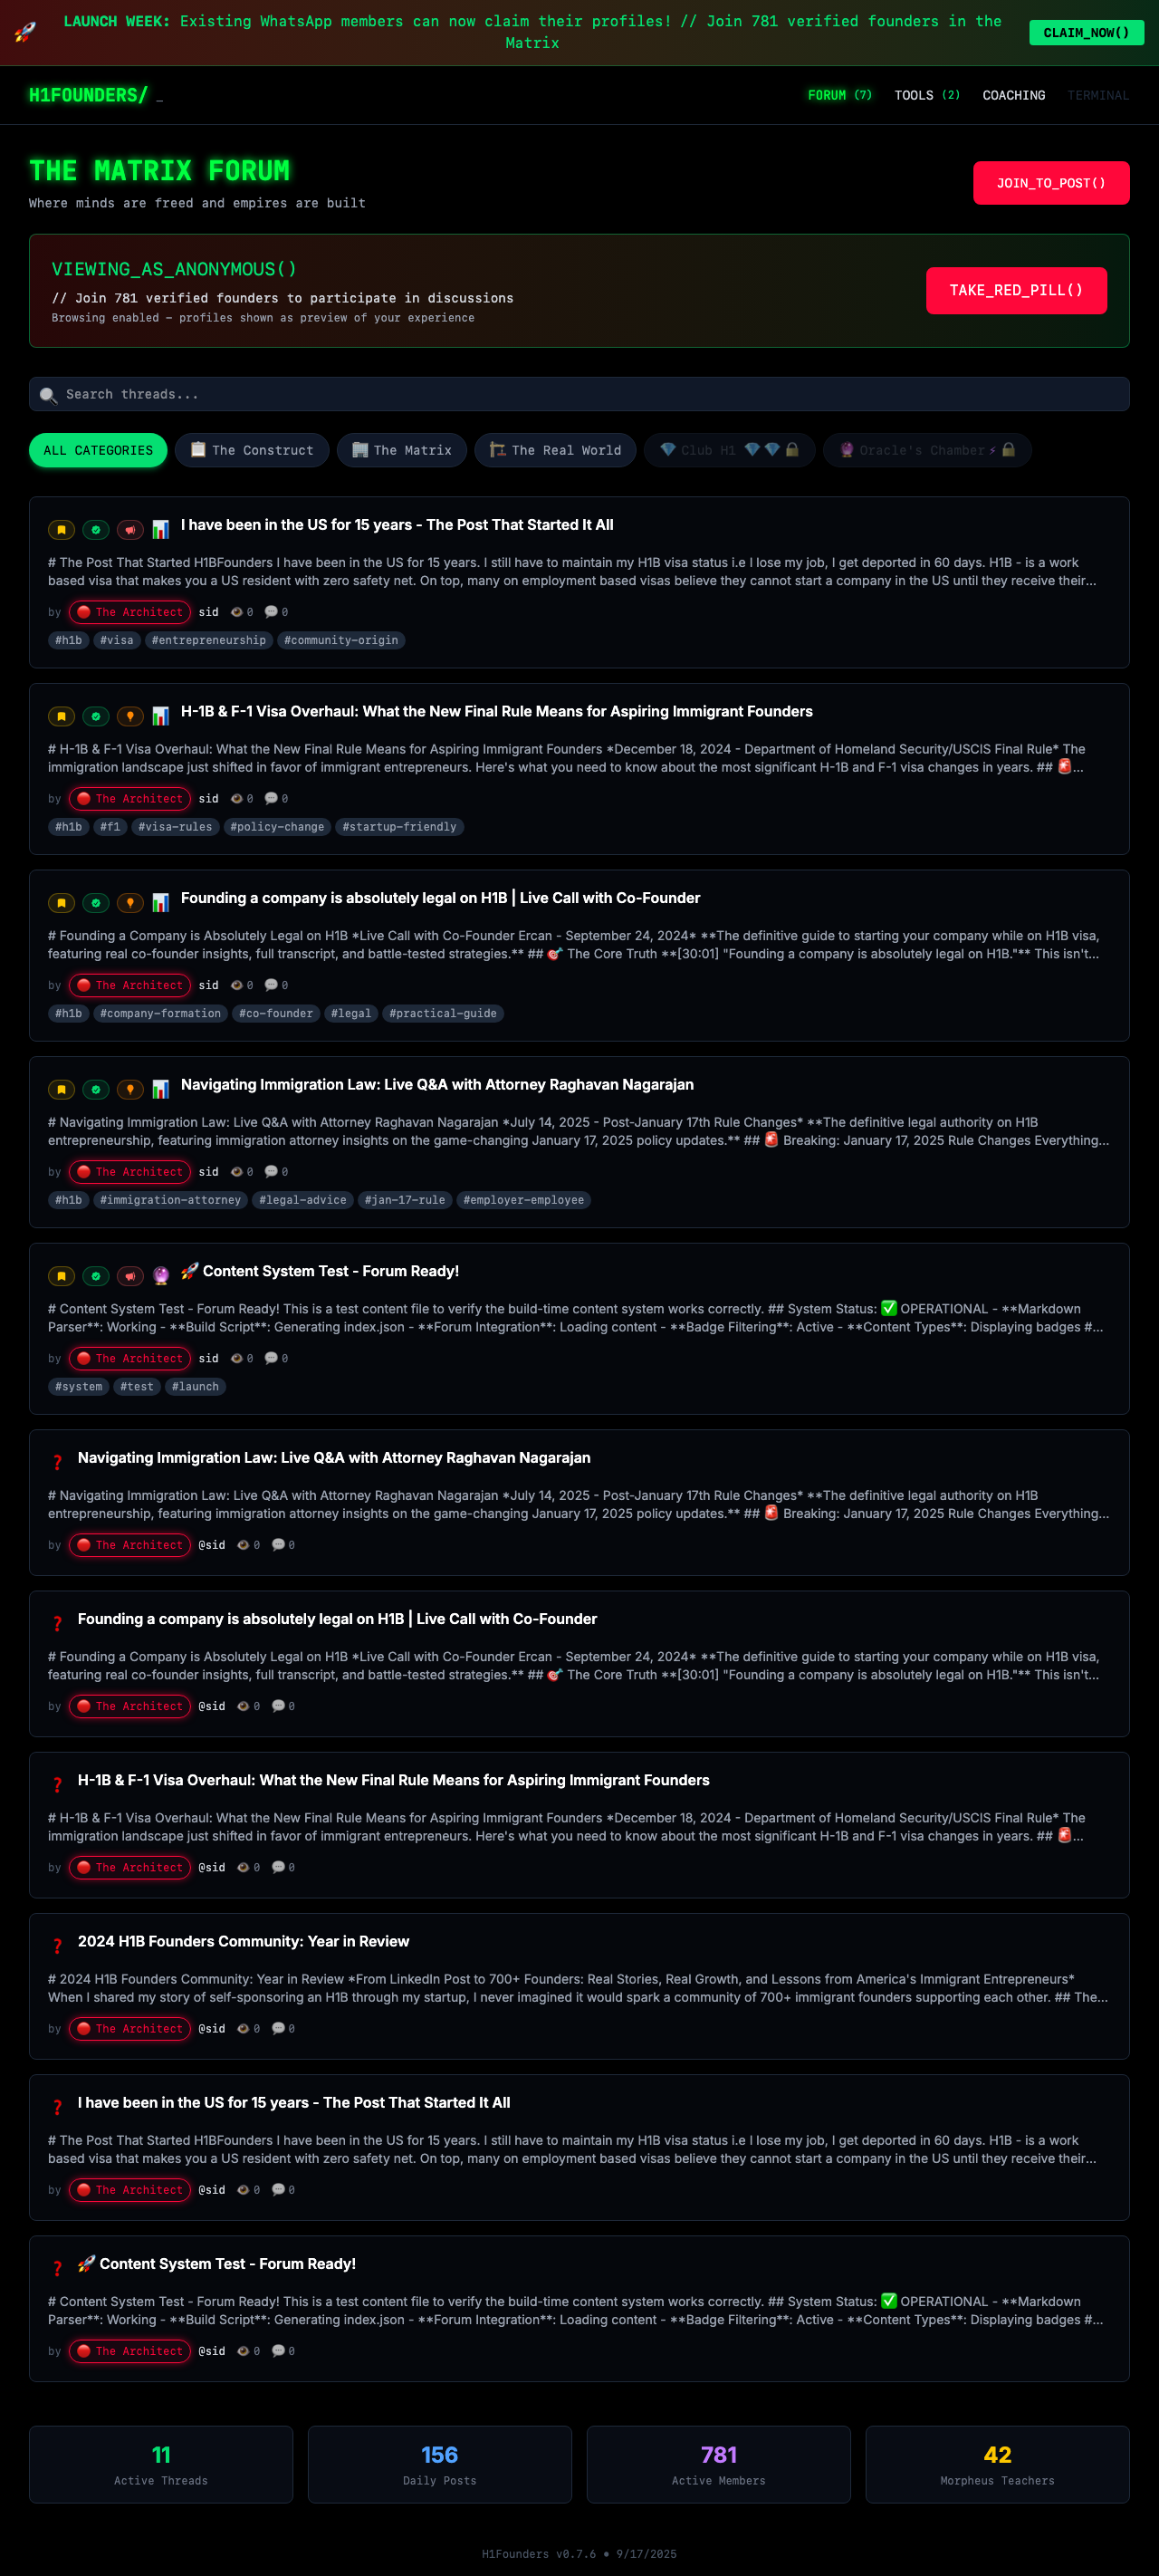 🚀 LAUNCH WEEK: Existing WhatsApp members can now claim their profiles! // Join 781 verified founders in the
Matrix
CLAIM_NOW()
H1FOUNDERS/ _
FORUM (7) TOOLS (2) COACHING TERMINAL
THE MATRIX FORUM
Where minds are freed and empires are built
JOIN_TO_POST()
VIEWING_AS_ANONYMOUS()
// Join 781 verified founders to participate in discussions
Browsing enabled — profiles shown as preview of your experience
TAKE_RED_PILL()
🔍 Search threads...
ALL CATEGORIES 📋 The Construct 🏢 The Matrix 🏗️ The Real World 💎 Club H1 💎💎🔒 🔮 Oracle's Chamber ⚡🔒
📊 I have been in the US for 15 years - The Post That Started It All
# The Post That Started H1BFounders I have been in the US for 15 years. I still have to maintain my H1B visa status i.e I lose my job, I get deported in 60 days. H1B - is a work
based visa that makes you a US resident with zero safety net. On top, many on employment based visas believe they cannot start a company in the US until they receive their...
by 🔴 The Architect sid 👁️ 0 💬 0
#h1b #visa #entrepreneurship #community-origin
📊 H-1B & F-1 Visa Overhaul: What the New Final Rule Means for Aspiring Immigrant Founders
# H-1B & F-1 Visa Overhaul: What the New Final Rule Means for Aspiring Immigrant Founders *December 18, 2024 - Department of Homeland Security/USCIS Final Rule* The
immigration landscape just shifted in favor of immigrant entrepreneurs. Here's what you need to know about the most significant H-1B and F-1 visa changes in years. ## 🚨...
by 🔴 The Architect sid 👁️ 0 💬 0
#h1b #f1 #visa-rules #policy-change #startup-friendly
📊 Founding a company is absolutely legal on H1B | Live Call with Co-Founder
# Founding a Company is Absolutely Legal on H1B *Live Call with Co-Founder Ercan - September 24, 2024* **The definitive guide to starting your company while on H1B visa,
featuring real co-founder insights, full transcript, and battle-tested strategies.** ## 🎯 The Core Truth **[30:01] "Founding a company is absolutely legal on H1B."** This isn't...
by 🔴 The Architect sid 👁️ 0 💬 0
#h1b #company-formation #co-founder #legal #practical-guide
📊 Navigating Immigration Law: Live Q&A with Attorney Raghavan Nagarajan
# Navigating Immigration Law: Live Q&A with Attorney Raghavan Nagarajan *July 14, 2025 - Post-January 17th Rule Changes* **The definitive legal authority on H1B
entrepreneurship, featuring immigration attorney insights on the game-changing January 17, 2025 policy updates.** ## 🚨 Breaking: January 17, 2025 Rule Changes Everything...
by 🔴 The Architect sid 👁️ 0 💬 0
#h1b #immigration-attorney #legal-advice #jan-17-rule #employer-employee
🔮 🚀 Content System Test - Forum Ready!
# Content System Test - Forum Ready! This is a test content file to verify the build-time content system works correctly. ## System Status: ✅ OPERATIONAL - **Markdown
Parser**: Working - **Build Script**: Generating index.json - **Forum Integration**: Loading content - **Badge Filtering**: Active - **Content Types**: Displaying badges #...
by 🔴 The Architect sid 👁️ 0 💬 0
#system #test #launch
❓ Navigating Immigration Law: Live Q&A with Attorney Raghavan Nagarajan
# Navigating Immigration Law: Live Q&A with Attorney Raghavan Nagarajan *July 14, 2025 - Post-January 17th Rule Changes* **The definitive legal authority on H1B
entrepreneurship, featuring immigration attorney insights on the game-changing January 17, 2025 policy updates.** ## 🚨 Breaking: January 17, 2025 Rule Changes Everything...
by 🔴 The Architect @sid 👁️ 0 💬 0
❓ Founding a company is absolutely legal on H1B | Live Call with Co-Founder
# Founding a Company is Absolutely Legal on H1B *Live Call with Co-Founder Ercan - September 24, 2024* **The definitive guide to starting your company while on H1B visa,
featuring real co-founder insights, full transcript, and battle-tested strategies.** ## 🎯 The Core Truth **[30:01] "Founding a company is absolutely legal on H1B."** This isn't...
by 🔴 The Architect @sid 👁️ 0 💬 0
❓ H-1B & F-1 Visa Overhaul: What the New Final Rule Means for Aspiring Immigrant Founders
# H-1B & F-1 Visa Overhaul: What the New Final Rule Means for Aspiring Immigrant Founders *December 18, 2024 - Department of Homeland Security/USCIS Final Rule* The
immigration landscape just shifted in favor of immigrant entrepreneurs. Here's what you need to know about the most significant H-1B and F-1 visa changes in years. ## 🚨...
by 🔴 The Architect @sid 👁️ 0 💬 0
❓ 2024 H1B Founders Community: Year in Review
# 2024 H1B Founders Community: Year in Review *From LinkedIn Post to 700+ Founders: Real Stories, Real Growth, and Lessons from America's Immigrant Entrepreneurs*
When I shared my story of self-sponsoring an H1B through my startup, I never imagined it would spark a community of 700+ immigrant founders supporting each other. ## The...
by 🔴 The Architect @sid 👁️ 0 💬 0
❓ I have been in the US for 15 years - The Post That Started It All
# The Post That Started H1BFounders I have been in the US for 15 years. I still have to maintain my H1B visa status i.e I lose my job, I get deported in 60 days. H1B - is a work
based visa that makes you a US resident with zero safety net. On top, many on employment based visas believe they cannot start a company in the US until they receive their...
by 🔴 The Architect @sid 👁️ 0 💬 0
❓ 🚀 Content System Test - Forum Ready!
# Content System Test - Forum Ready! This is a test content file to verify the build-time content system works correctly. ## System Status: ✅ OPERATIONAL - **Markdown
Parser**: Working - **Build Script**: Generating index.json - **Forum Integration**: Loading content - **Badge Filtering**: Active - **Content Types**: Displaying badges #...
by 🔴 The Architect @sid 👁️ 0 💬 0
11 156 781 42
Active Threads Daily Posts Active Members Morpheus Teachers
H1Founders v0.7.6 • 9/17/2025